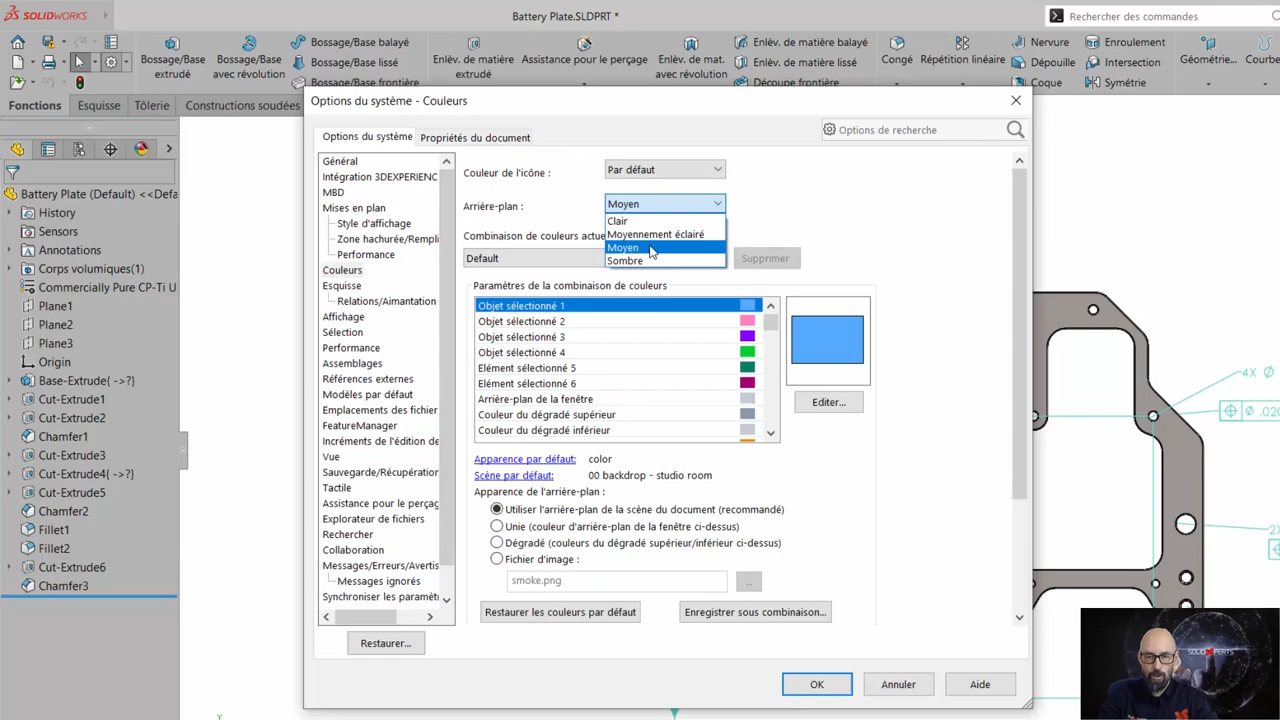 SOLIDWORKS
Battery Plate.SLDPRT *
Rechercher des commandes
Bossage/Base extrudé
Bossage/Base avec révolution
Bossage/Base balayé
Bossage/Base lissé
Bossage/Base frontière
Enlèv. de matière extrudé
Assistance pour le perçage
Enlèv. de mat. avec révolution
Enlèv. de matière balayé
Enlèv. de matière lissé
Découpe frontière
Congé
Répétition linéaire
Nervure
Dépouille
Coque
Enroulement
Intersection
Symétrie
Géométrie...
Courbe
Fonctions
Esquisse
Tôlerie
Constructions soudées
Battery Plate (Default) <<Defa
History
Sensors
Annotations
Corps volumiques(1)
Commercially Pure CP-Ti U
Plane1
Plane2
Plane3
Origin
Base-Extrude{ ->?}
Cut-Extrude1
Cut-Extrude2
Chamfer1
Cut-Extrude3
Cut-Extrude4{ ->?}
Cut-Extrude5
Chamfer2
Fillet1
Fillet2
Cut-Extrude6
Chamfer3
Options du système - Couleurs
Options du système
Propriétés du document
Options de recherche
Général
Intégration 3DEXPERIENC
MBD
Mises en plan
Style d'affichage
Zone hachurée/Rempli
Performance
Couleurs
Esquisse
Relations/Aimantation
Affichage
Sélection
Performance
Assemblages
Références externes
Modèles par défaut
Emplacements des fichier
FeatureManager
Incréments de l'édition de
Vue
Sauvegarde/Récupération
Tactile
Assistance pour le perçag
Explorateur de fichiers
Rechercher
Collaboration
Messages/Erreurs/Avertis
Messages ignorés
Synchroniser les paramètr
Restaurer...
Couleur de l'icône :
Par défaut
Arrière-plan :
Moyen
Clair
Moyennement éclairé
Moyen
Sombre
Combinaison de couleurs actue
Default
Supprimer
Paramètres de la combinaison de couleurs
Objet sélectionné 1
Objet sélectionné 2
Objet sélectionné 3
Objet sélectionné 4
Elément sélectionné 5
Elément sélectionné 6
Arrière-plan de la fenêtre
Couleur du dégradé supérieur
Couleur du dégradé inférieur
Editer...
Apparence par défaut: color
Scène par défaut: 00 backdrop - studio room
Apparence de l'arrière-plan :
Utiliser l'arrière-plan de la scène du document (recommandé)
Unie (couleur d'arrière-plan de la fenêtre ci-dessus)
Dégradé (couleurs du dégradé supérieur/inférieur ci-dessus)
Fichier d'image :
smoke.png
...
Restaurer les couleurs par défaut
Enregistrer sous combinaison...
OK
Annuler
Aide
4X Ø
Ø .020
2X
SOLIDXPERTS
Y